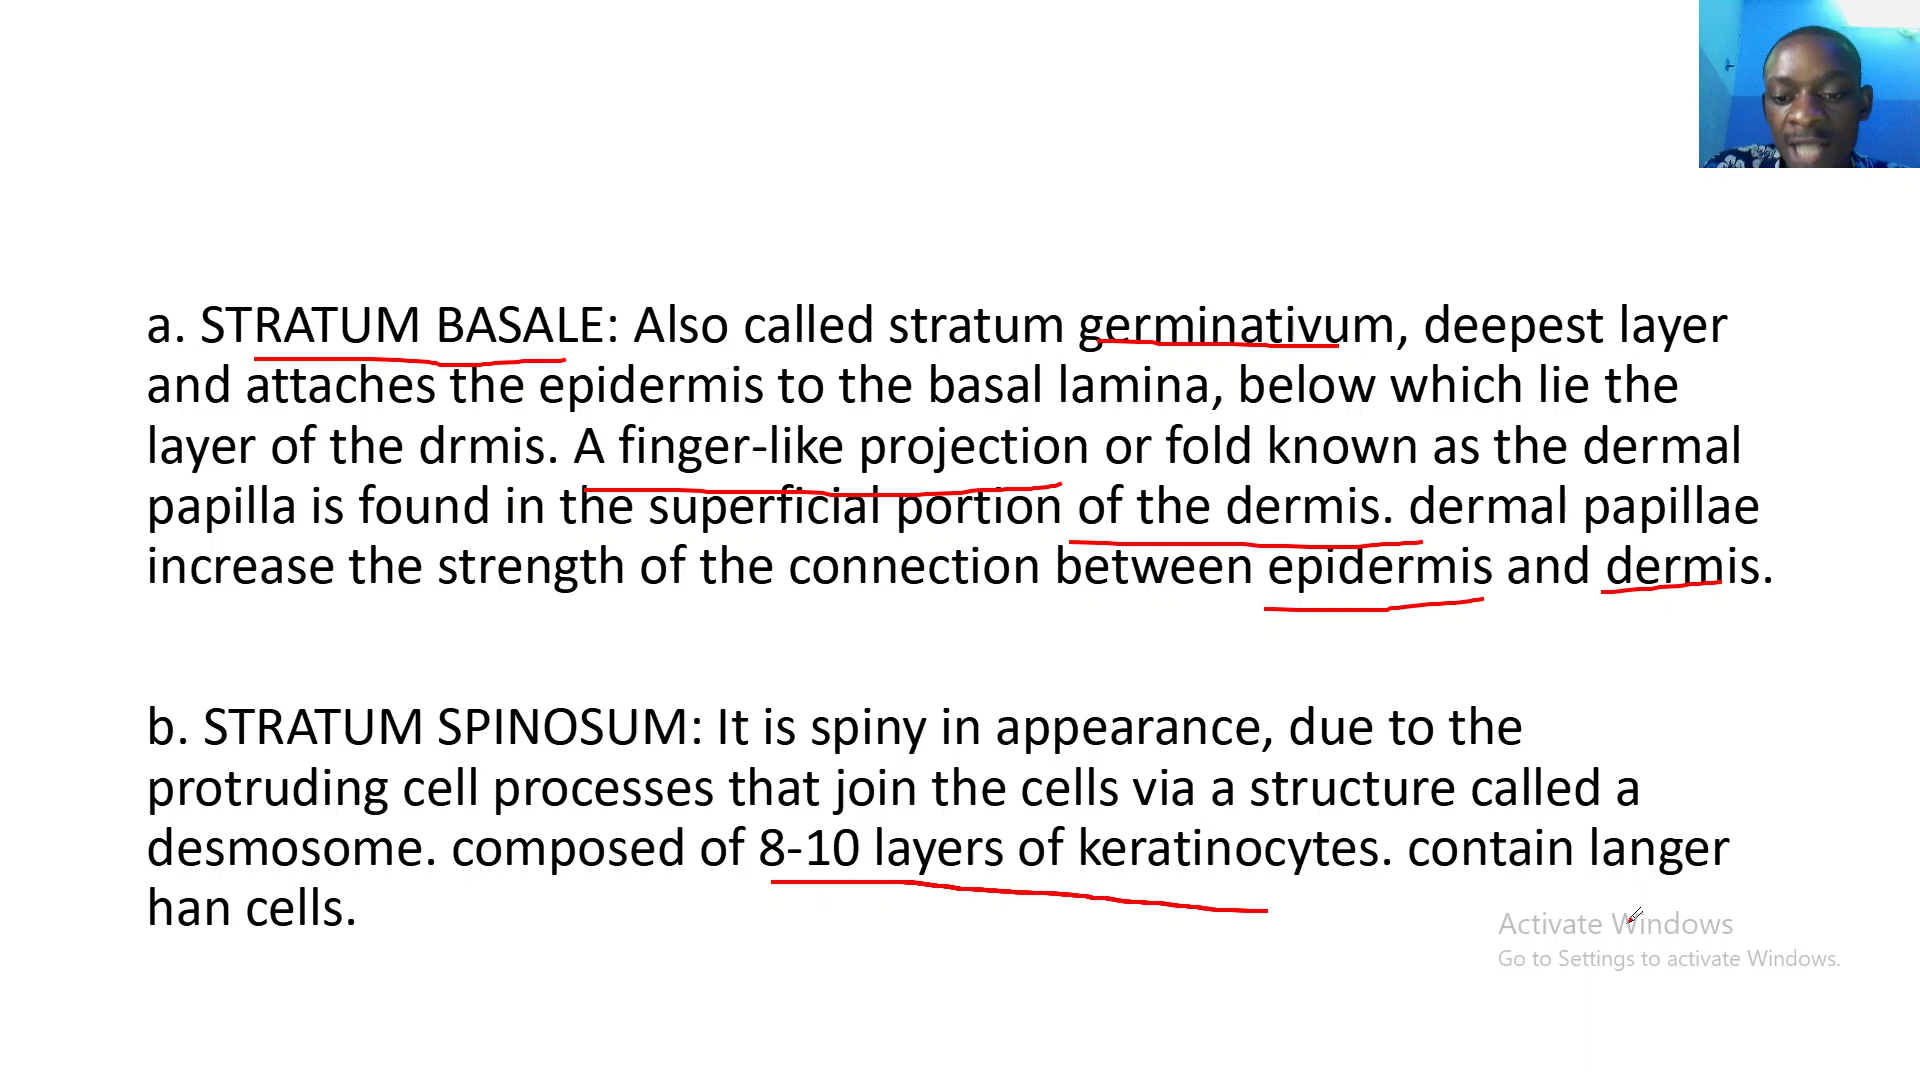 a. STRATUM BASALE: Also called stratum germinativum, deepest layer
and attaches the epidermis to the basal lamina, below which lie the
layer of the drmis. A finger-like projection or fold known as the dermal
papilla is found in the superficial portion of the dermis. dermal papillae
increase the strength of the connection between epidermis and dermis.
b. STRATUM SPINOSUM: It is spiny in appearance, due to the
protruding cell processes that join the cells via a structure called a
desmosome. composed of 8-10 layers of keratinocytes. contain langer
han cells.
Activate Windows
Go to Settings to activate Windows.